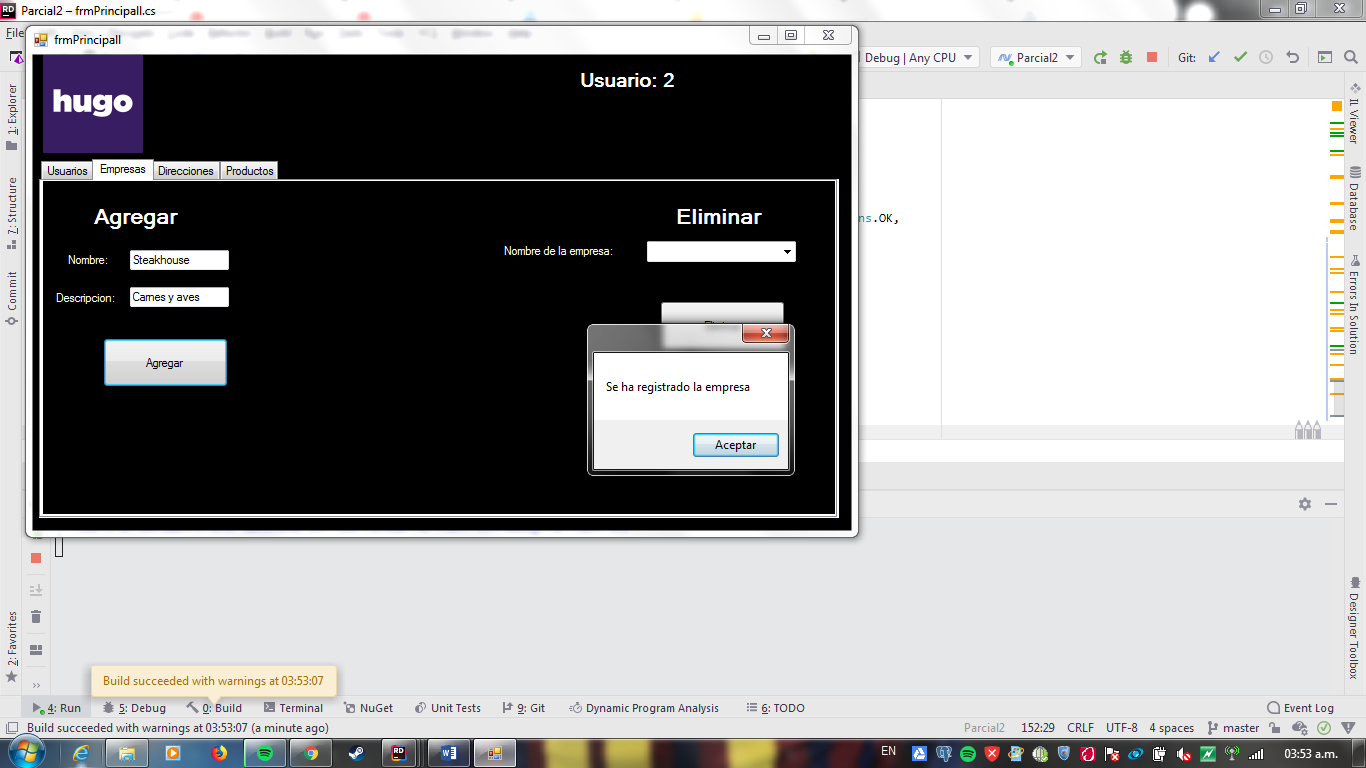 Parcial2 – frmPrincipall.cs
File
frmPrincipall
Debug | Any CPU
Parcial2
Git:
hugo
Usuario: 2
Usuarios
Empresas
Direcciones
Productos
Agregar
Eliminar
Nombre:
Steakhouse
Nombre de la empresa:
Descripcion:
Carnes y aves
Agregar
Se ha registrado la empresa
Aceptar
ns.OK,
1: Explorer
7: Structure
Commit
2: Favorites
IL Viewer
Database
Errors In Solution
Designer Toolbox
Build succeeded with warnings at 03:53:07
4: Run
5: Debug
0: Build
Terminal
NuGet
Unit Tests
9: Git
Dynamic Program Analysis
6: TODO
Event Log
Build succeeded with warnings at 03:53:07 (a minute ago)
Parcial2
152:29
CRLF
UTF-8
4 spaces
master
EN
03:53 a.m.